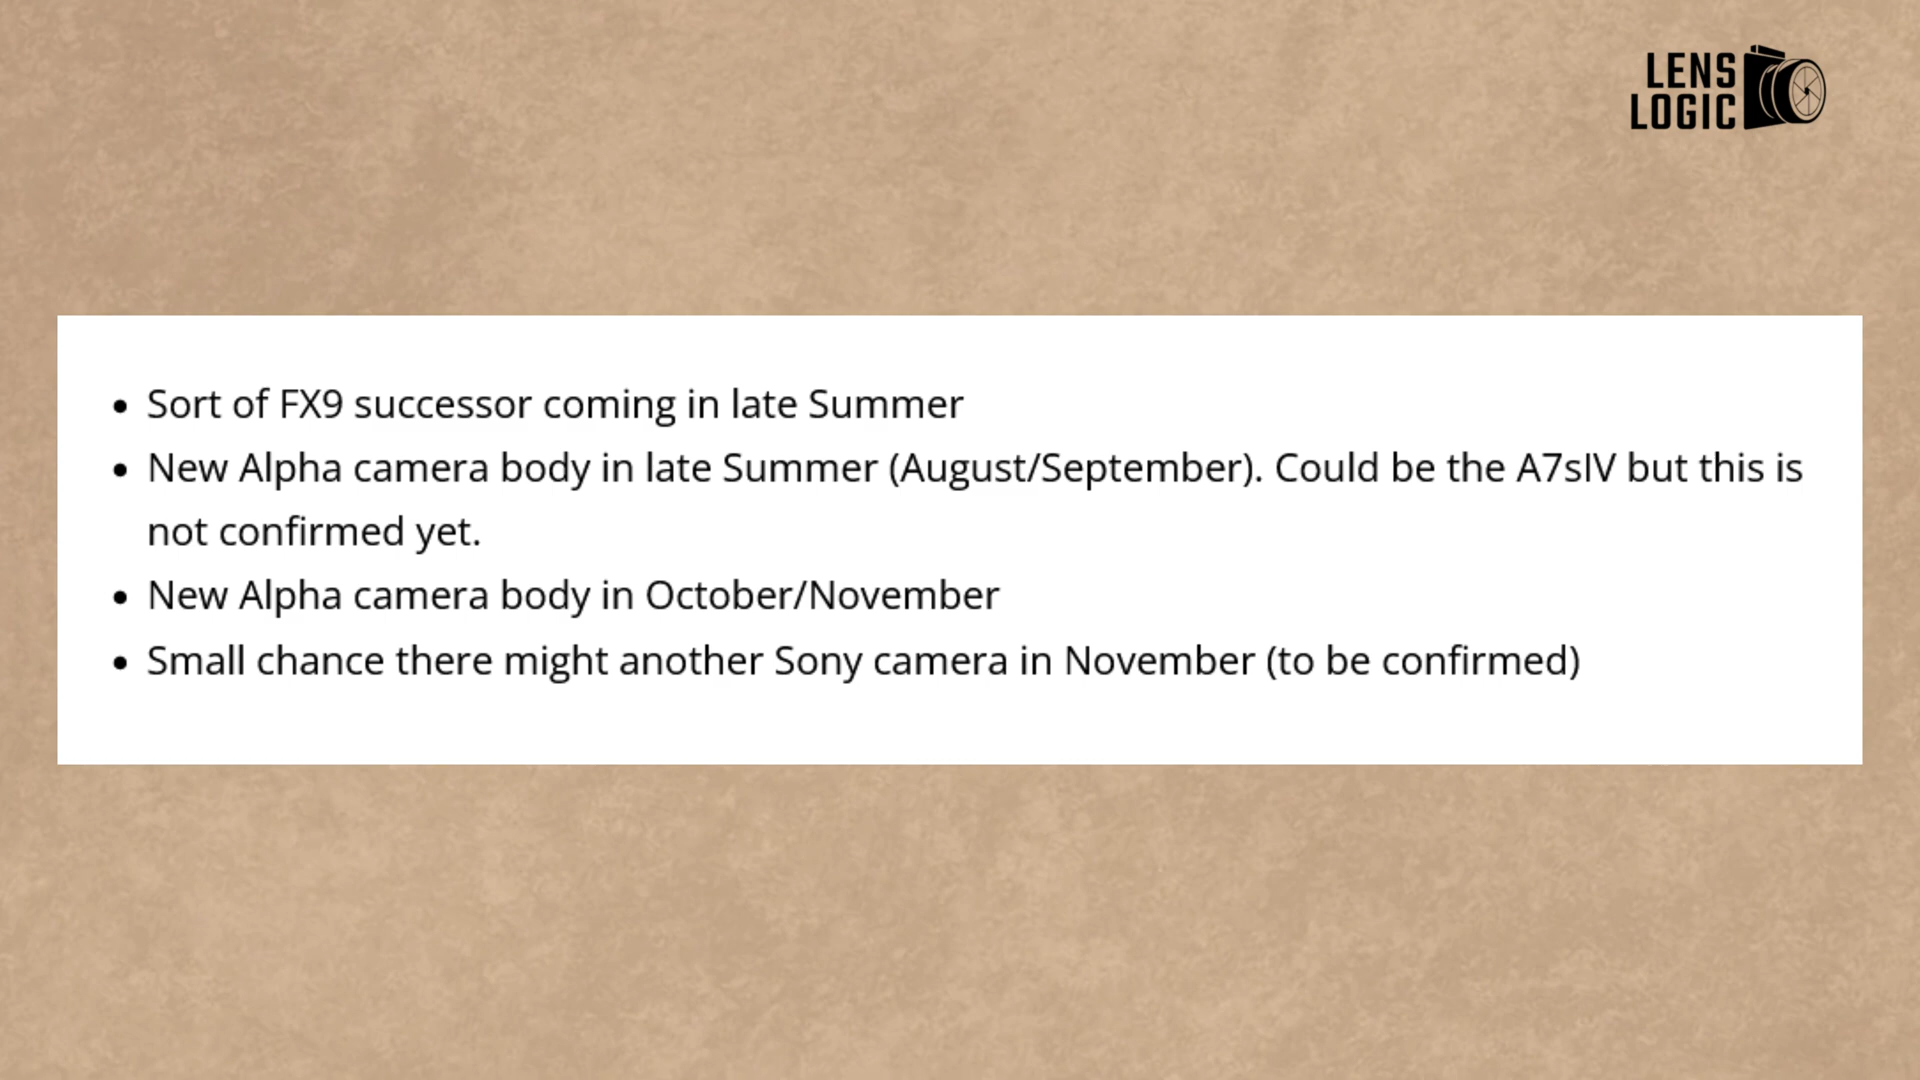 LENS
LOGIC
• Sort of FX9 successor coming in late Summer
• New Alpha camera body in late Summer (August/September). Could be the A7sIV but this is
not confirmed yet.
• New Alpha camera body in October/November
• Small chance there might another Sony camera in November (to be confirmed)